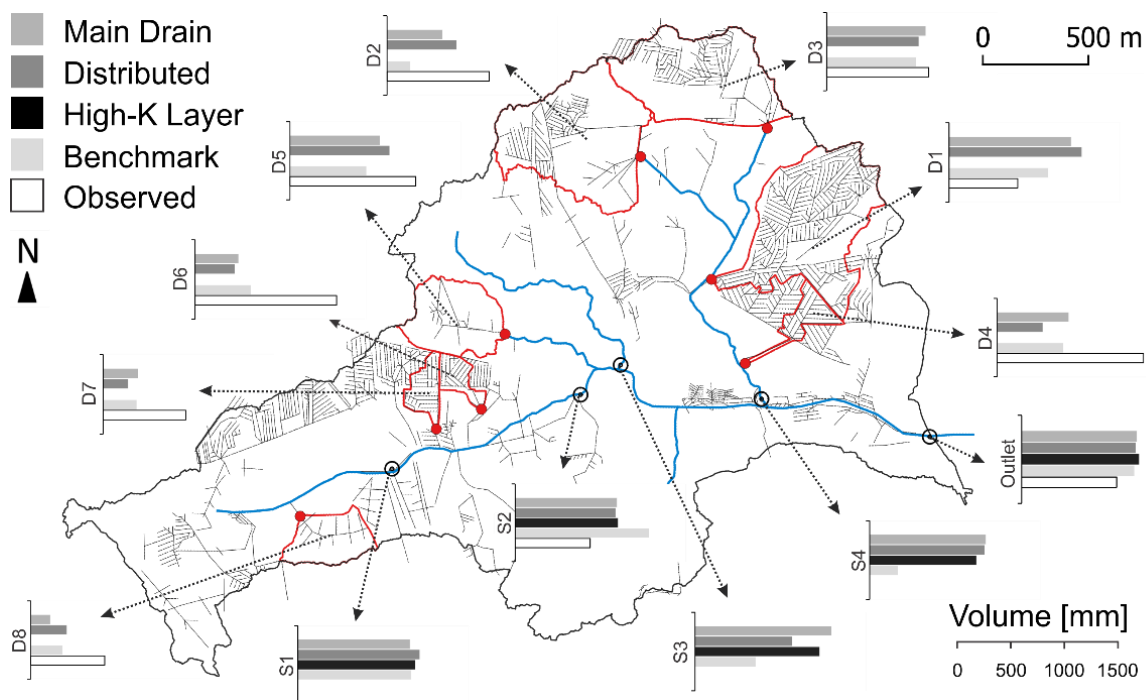 Main Drain
Distributed
High-K Layer
Benchmark
Observed
N
0 500 m
D2
D3
D5
D1
D6
D4
D7
Outlet
S2
S4
D8
S1
S3
Volume [mm]
0 500 1000 1500